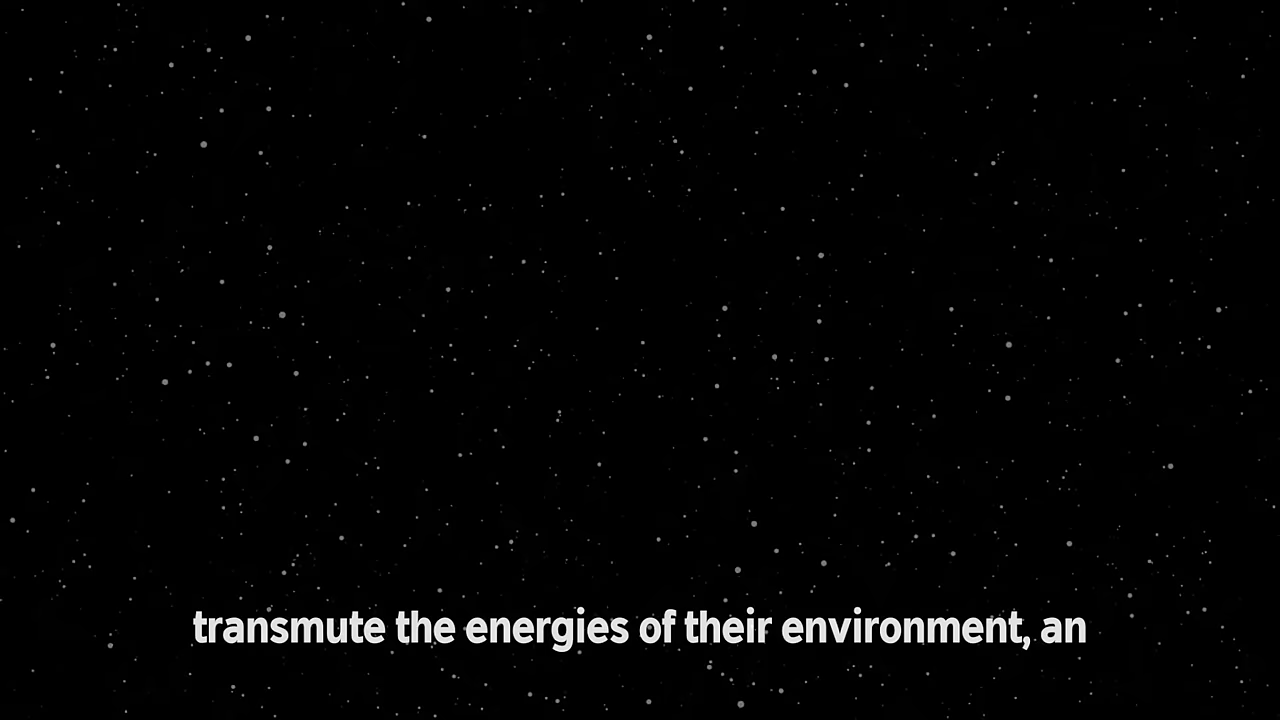 transmute the energies of their environment, an